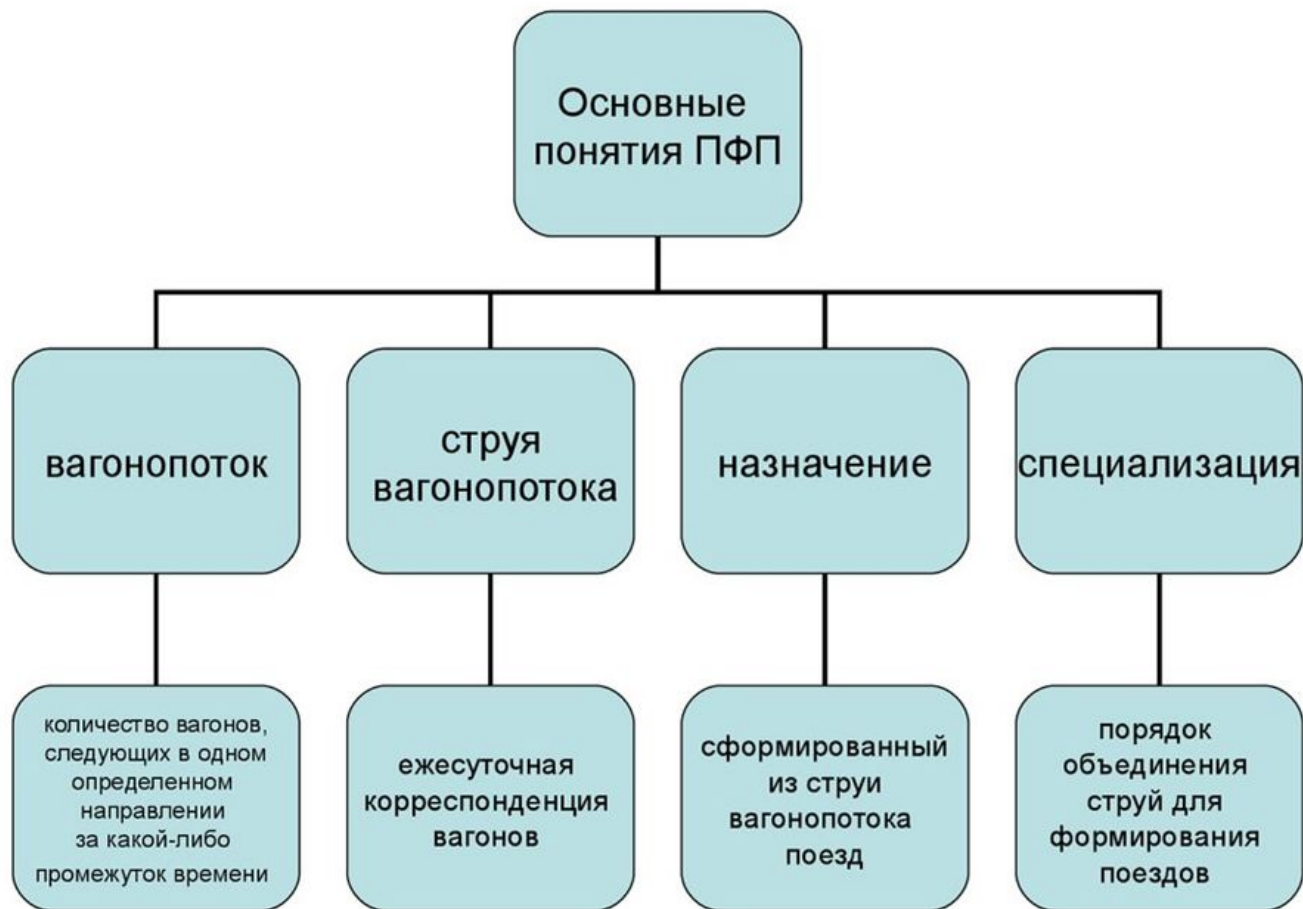 Основные
понятия ПФП
вагонопоток
струя
вагонопотока
назначение
специализация
количество вагонов,
следующих в одном
определенном
направлении
за какой-либо
промежуток времени
ежесуточная
корреспонденция
вагонов
сформированный
из струи
вагонопотока
поезд
порядок
объединения
струй для
формирования
поездов